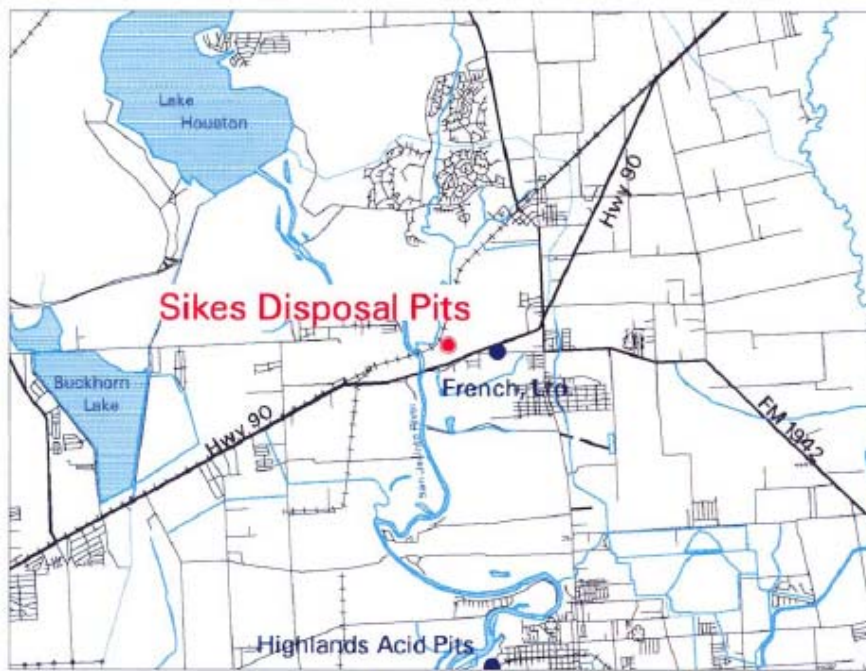 Lake
Houston
Hwy 90
Sikes Disposal Pits
Buckhorn
Lake
French, Ltd.
Hwy 90
San Jacinto River
FM 1942
Highlands Acid Pits